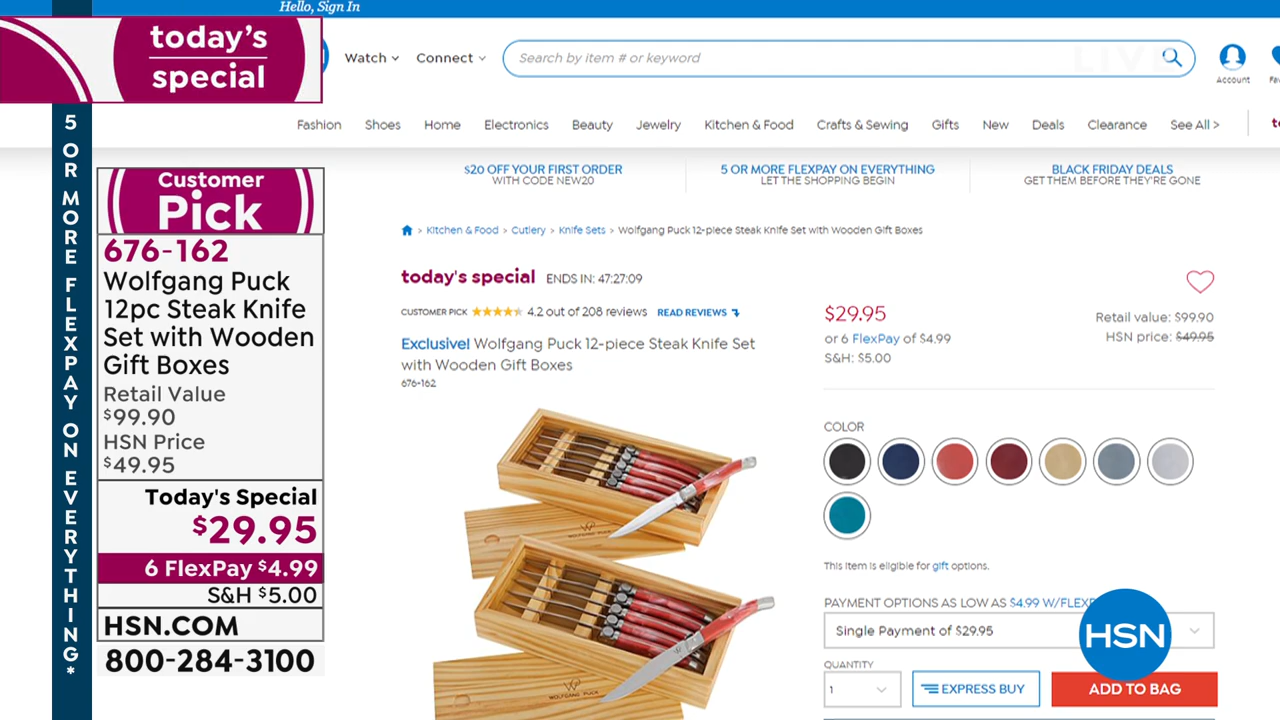 Hello, Sign In
today's
special
Watch
Connect
Search by item # or keyword
LIVE
Account
Fashion
Shoes
Home
Electronics
Beauty
Jewelry
Kitchen & Food
Crafts & Sewing
Gifts
New
Deals
Clearance
See All >
$20 OFF YOUR FIRST ORDER
WITH CODE NEW20
5 OR MORE FLEXPAY ON EVERYTHING
LET THE SHOPPING BEGIN
BLACK FRIDAY DEALS
GET THEM BEFORE THEY'RE GONE
5 OR MORE FLEXPAY ON EVERYTHING*
Customer
Pick
676-162
Wolfgang Puck
12pc Steak Knife
Set with Wooden
Gift Boxes
Retail Value
$99.90
HSN Price
$49.95
Today's Special
$29.95
6 FlexPay $4.99
S&H $5.00
HSN.COM
800-284-3100
> Kitchen & Food > Cutlery > Knife Sets > Wolfgang Puck 12-piece Steak Knife Set with Wooden Gift Boxes
today's special ENDS IN: 47:27:09
CUSTOMER PICK 4.2 out of 208 reviews READ REVIEWS
Exclusive! Wolfgang Puck 12-piece Steak Knife Set
with Wooden Gift Boxes
676-162
WOLFGANG PUCK
WOLFGANG PUCK
$29.95
or 6 FlexPay of $4.99
S&H: $5.00
Retail value: $99.90
HSN price: $49.95
COLOR
This item is eligible for gift options.
PAYMENT OPTIONS AS LOW AS $4.99 W/FLEXP
Single Payment of $29.95
HSN
QUANTITY
1
EXPRESS BUY
ADD TO BAG